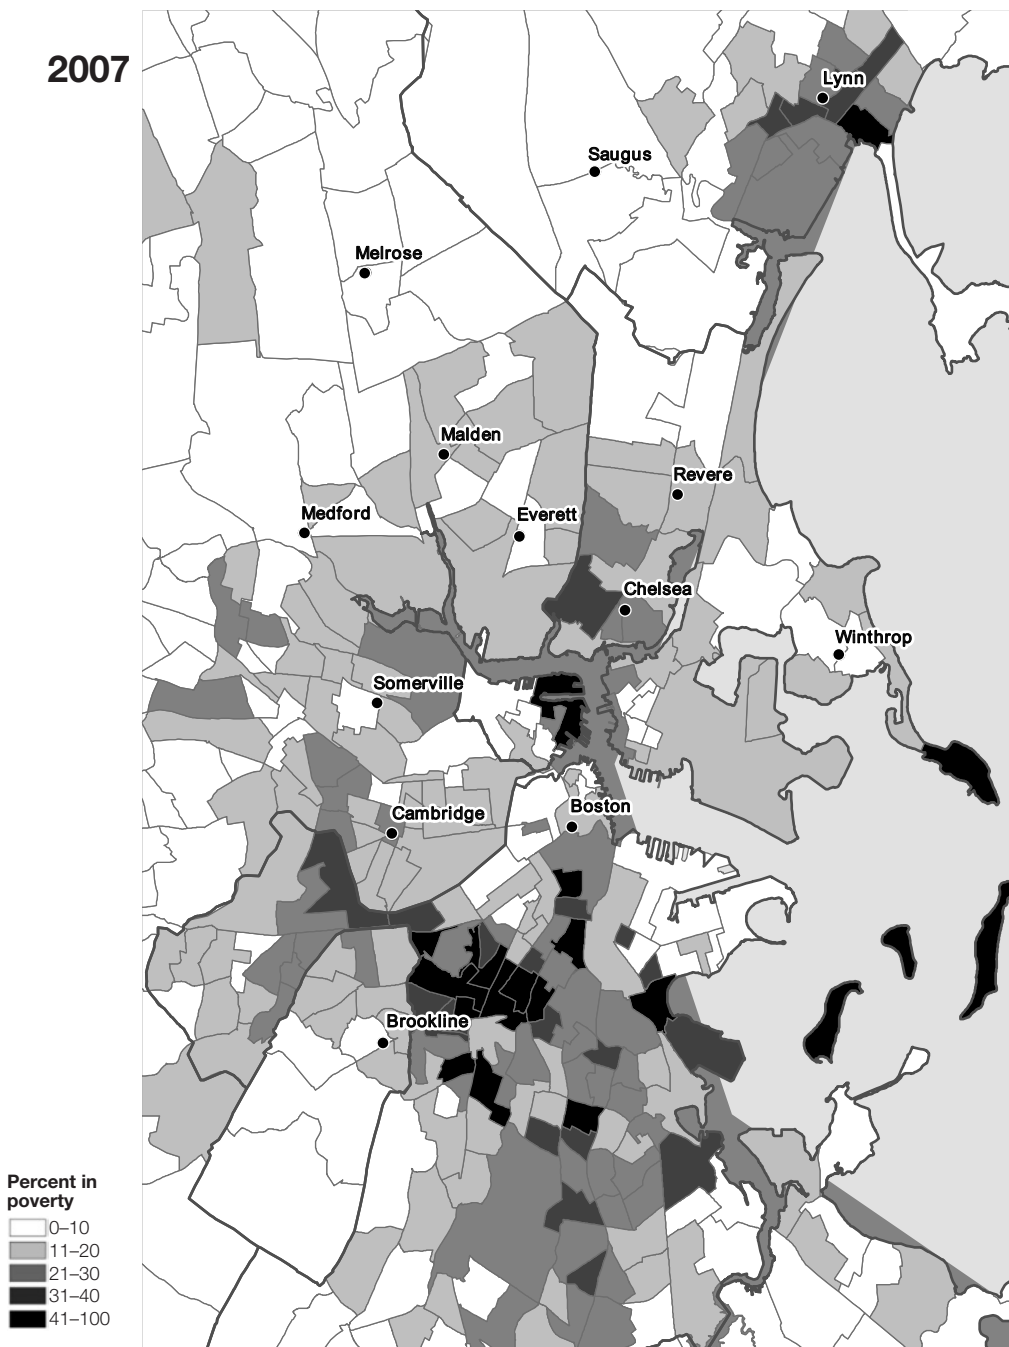 2007
Lynn
Saugus
Melrose
Malden
Revere
Medford
Everett
Chelsea
Winthrop
Somerville
Boston
Cambridge
Brookline
Percent in
poverty
0–10
11–20
21–30
31–40
41–100